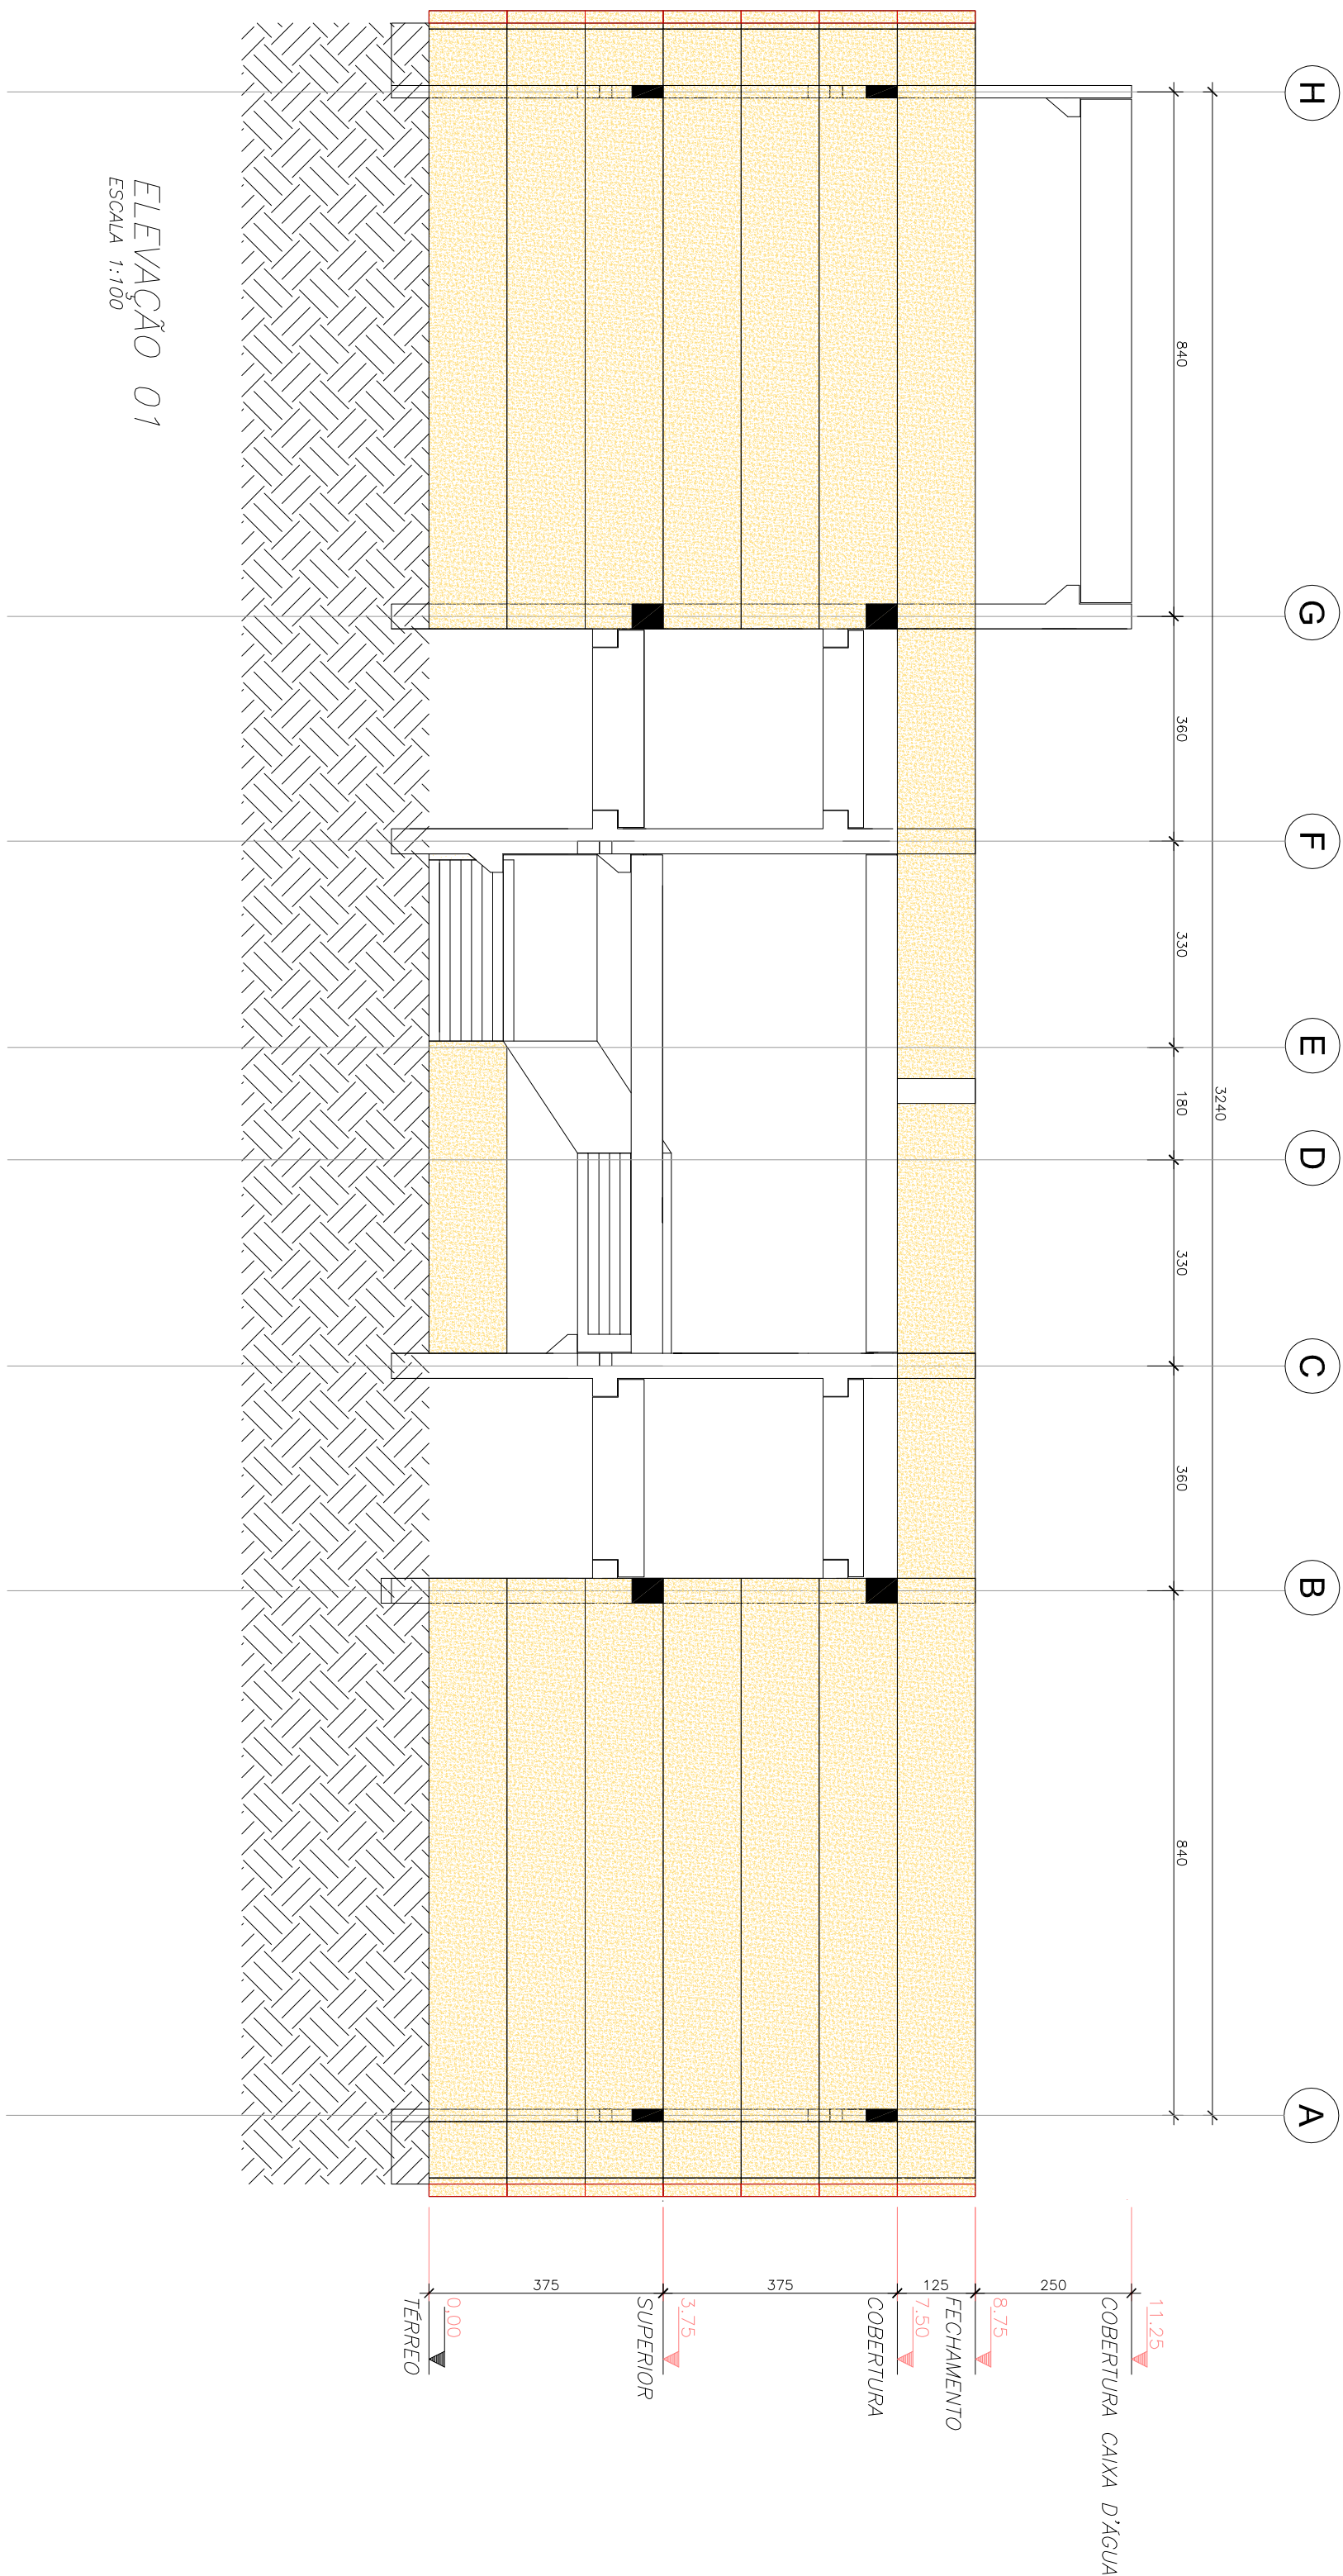 H
G
F
E
D
C
B
A
840
360
330
180
330
360
840
3240
11.25
COBERTURA CAIXA D'ÁGUA
250
8.75
FECHAMENTO
125
7.50
COBERTURA
375
3.75
SUPERIOR
375
0.00
TÉRREO
ELEVAÇÃO 01
ESCALA 1:100